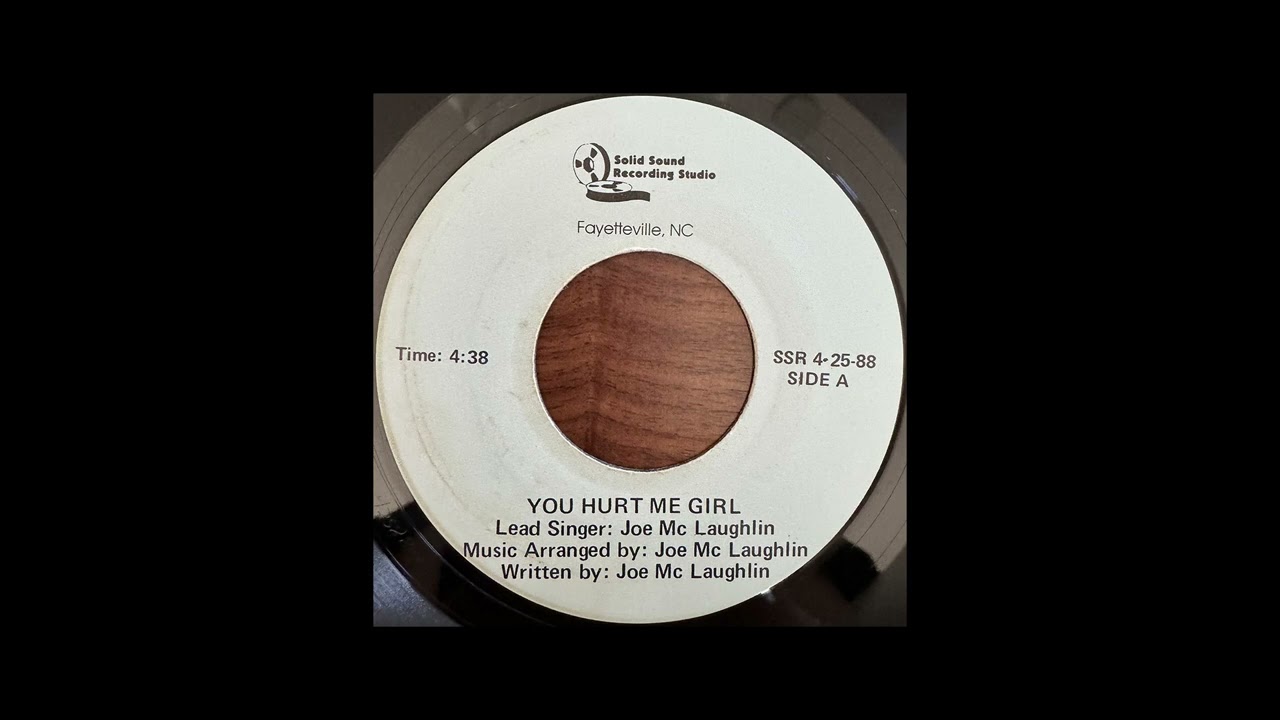 Solid Sound
Recording Studio
Fayetteville, NC
Time: 4:38
SSR 4-25-88
SIDE A
YOU HURT ME GIRL
Lead Singer: Joe Mc Laughlin
Music Arranged by: Joe Mc Laughlin
Written by: Joe Mc Laughlin